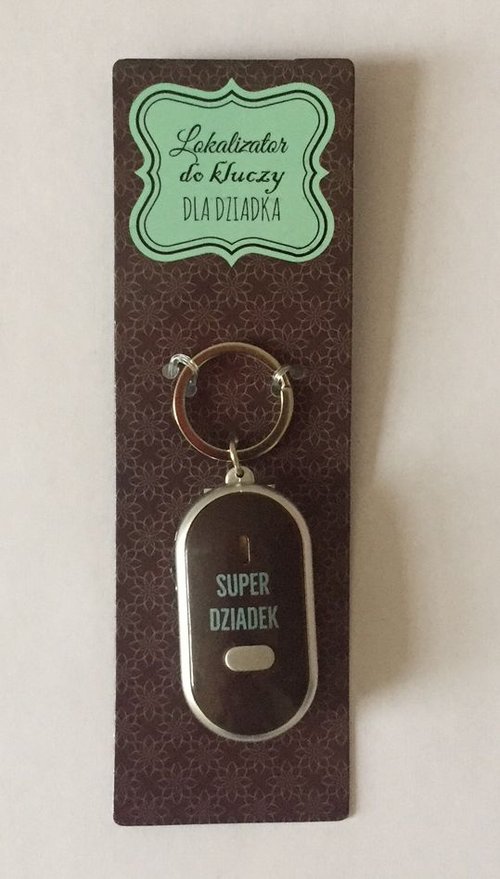 Lokalizator
do kluczy
DLA DZIADKA
SUPER
DZIADEK